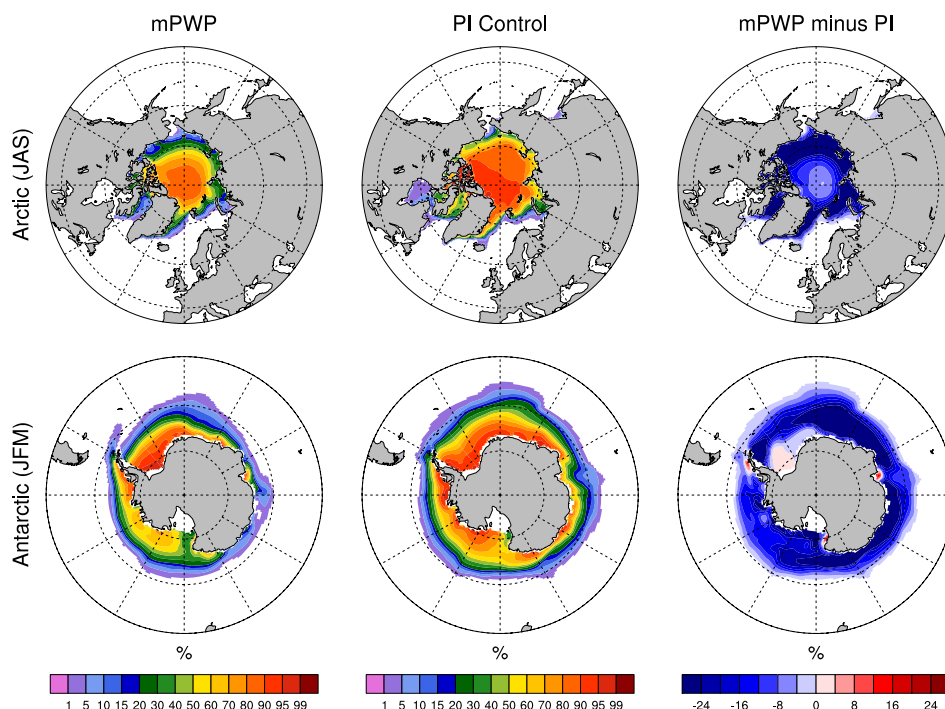 mPWP PI Control mPWP minus PI
Arctic (JAS)
Antarctic (JFM)
% % %
1 5 10 15 20 30 40 50 60 70 80 90 95 99
1 5 10 15 20 30 40 50 60 70 80 90 95 99
-24 -16 -8 0 8 16 24